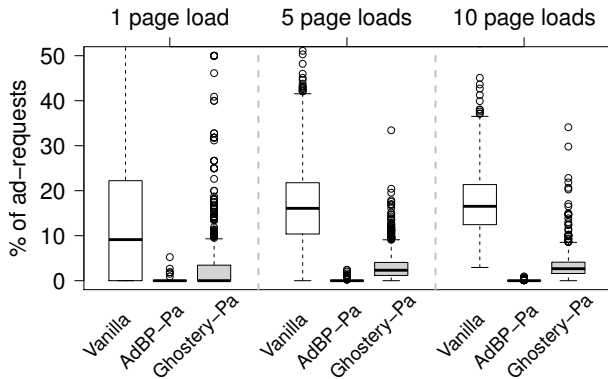 1 page load 5 page loads 10 page loads
% of ad-requests
50
40
30
20
10
0
Vanilla
AdBP-Pa
Ghostery-Pa
Vanilla
AdBP-Pa
Ghostery-Pa
Vanilla
AdBP-Pa
Ghostery-Pa